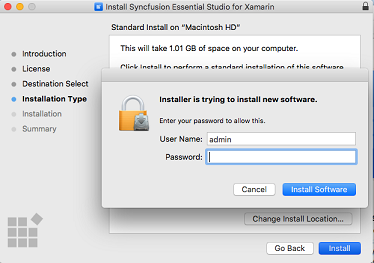 Install Syncfusion Essential Studio for Xamarin
Standard Install on "Macintosh HD"
Introduction
License
Destination Select
Installation Type
Installation
Summary
This will take 1.01 GB of space on your computer.
Click Install to perform a standard installation of this software
Installer is trying to install new software.
Enter your password to allow this.
User Name: admin
Password:
Cancel
Install Software
Change Install Location...
Go Back
Install